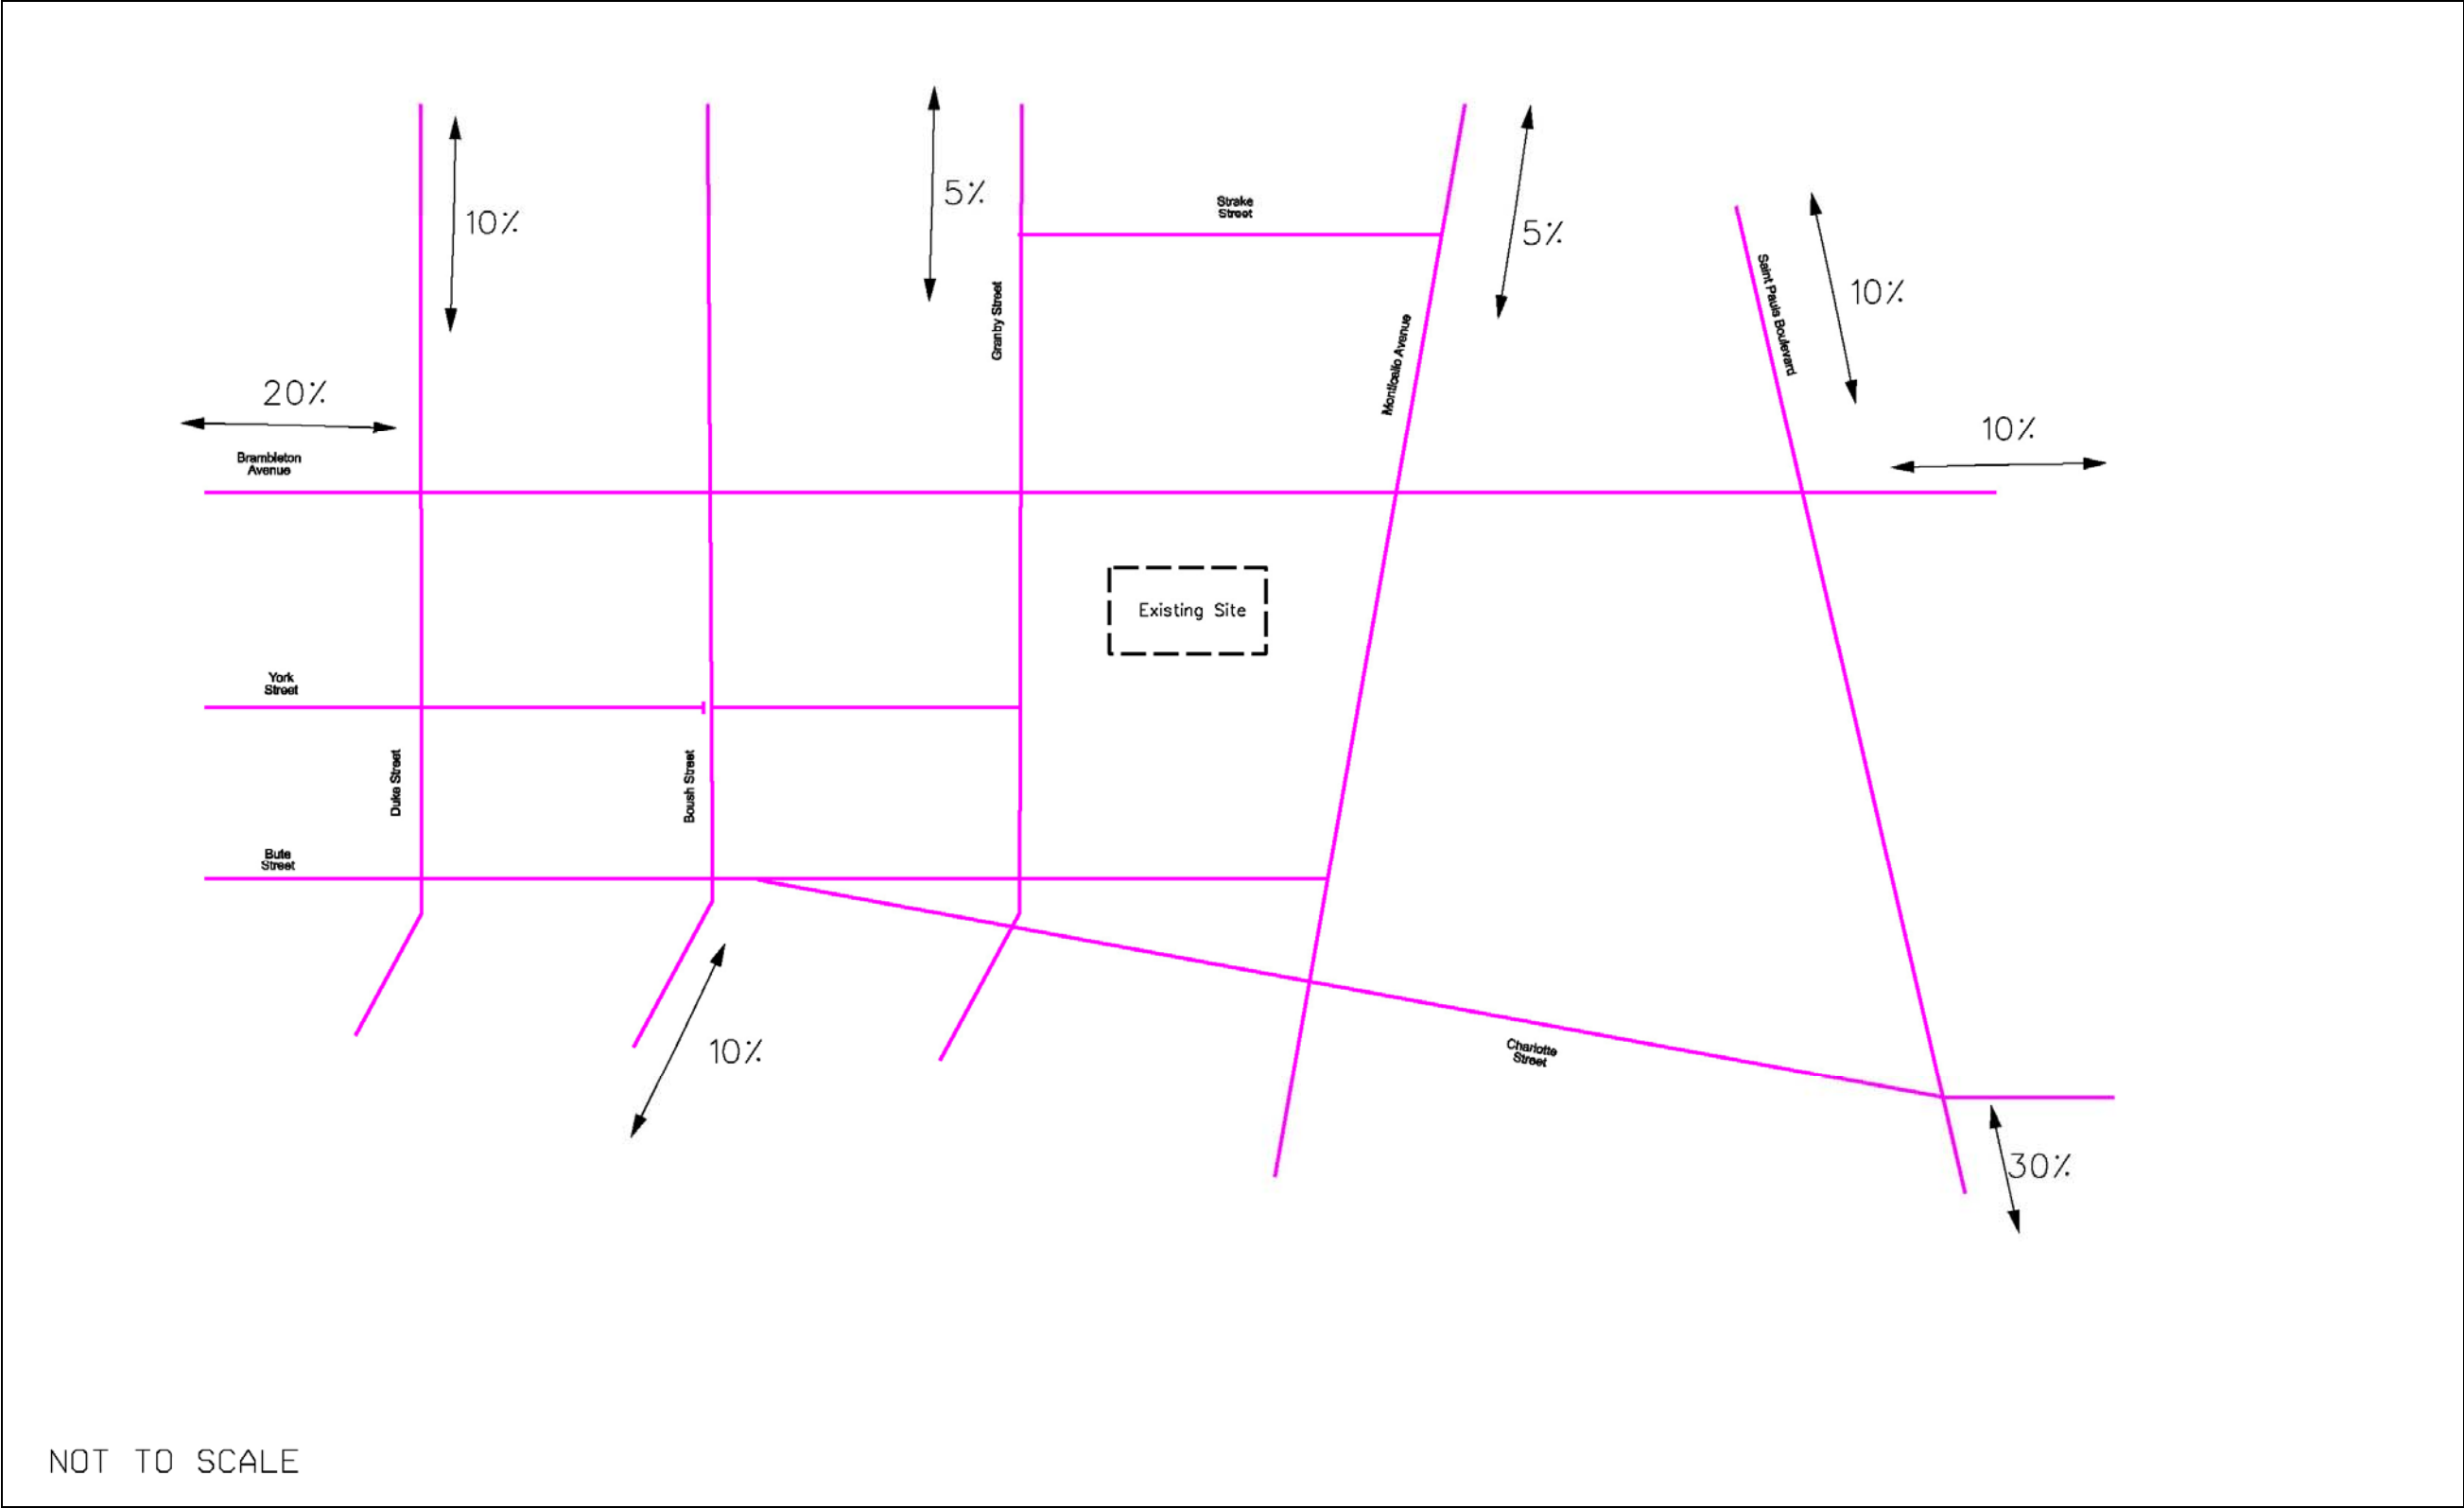 5%
Strake
Street
10%
5%
10%
Granby Street
Saint Pauls Boulevard
Monticello Avenue
20%
10%
Brambleton
Avenue
Existing Site
York
Street
Duke Street
Boush Street
Bute
Street
10%
Charlotte
Street
30%
NOT TO SCALE